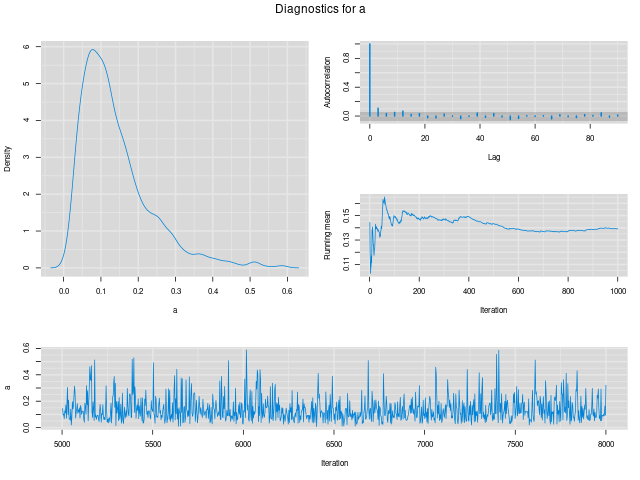 Diagnostics for a
Density
0 1 2 3 4 5 6
0.0 0.1 0.2 0.3 0.4 0.5 0.6
a
Autocorrelation
0.0 0.4 0.8
0 20 40 60 80
Lag
Running mean
0.11 0.13 0.15
0 200 400 600 800 1000
Iteration
a
0.0 0.2 0.4 0.6
5000 5500 6000 6500 7000 7500 8000
Iteration